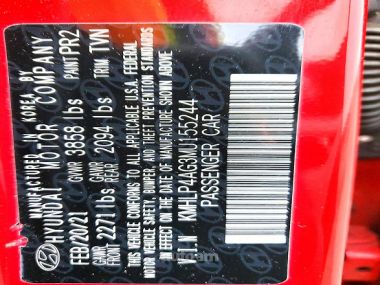 MANUFACTURED IN KOREA BY
HYUNDAI MOTOR COMPANY
FEB/20/21 GVWR 3858 lbs PAINT PR2
GAWR FRONT 2271 lbs GAWR REAR 2094 lbs TRIM TVN
THIS VEHICLE CONFORMS TO ALL APPLICABLE U.S.A. FEDERAL
MOTOR VEHICLE SAFETY, BUMPER, AND THEFT PREVENTION STANDARDS
IN EFFECT ON THE DATE OF MANUFACTURE SHOWN ABOVE.
V.I.N KMHLP4AG3MU155244
PASSENGER CAR